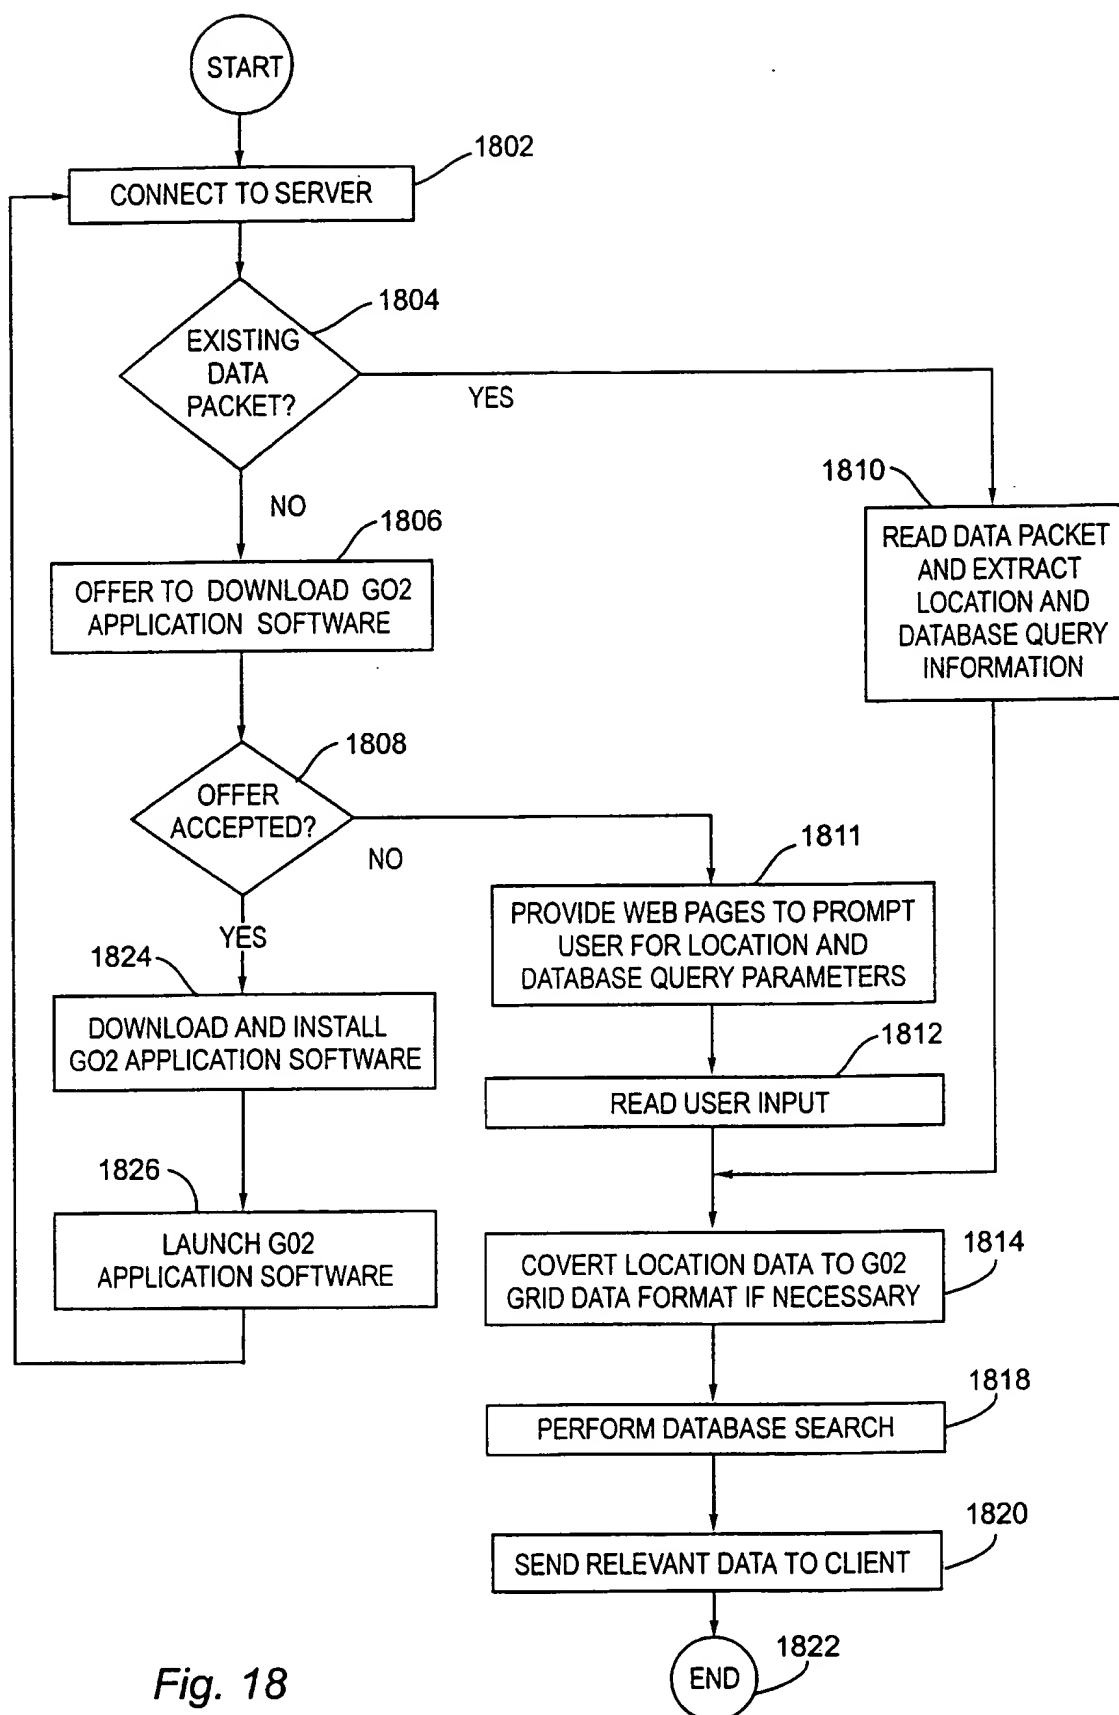 START
1802
CONNECT TO SERVER
1804
EXISTING
DATA
PACKET?
YES
NO
1810
READ DATA PACKET
AND EXTRACT
LOCATION AND
DATABASE QUERY
INFORMATION
1806
OFFER TO DOWNLOAD GO2
APPLICATION SOFTWARE
1808
OFFER
ACCEPTED?
NO
YES
1811
PROVIDE WEB PAGES TO PROMPT
USER FOR LOCATION AND
DATABASE QUERY PARAMETERS
1824
DOWNLOAD AND INSTALL
GO2 APPLICATION SOFTWARE
1812
READ USER INPUT
1826
LAUNCH G02
APPLICATION SOFTWARE
1814
COVERT LOCATION DATA TO G02
GRID DATA FORMAT IF NECESSARY
1818
PERFORM DATABASE SEARCH
1820
SEND RELEVANT DATA TO CLIENT
1822
END
Fig. 18